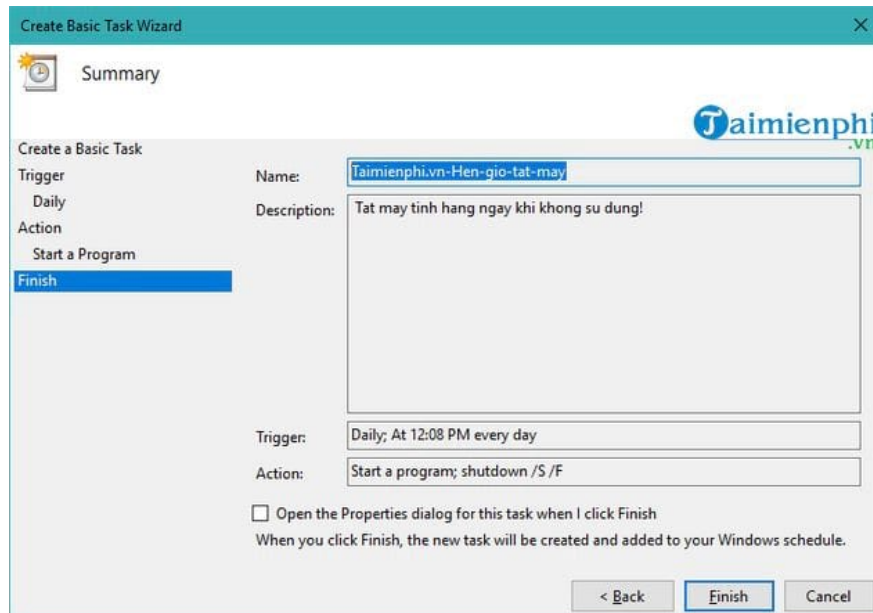 Create Basic Task Wizard
Summary
Taimienphi
.vn
Create a Basic Task
Trigger
Daily
Action
Start a Program
Finish
Name: Taimienphi.vn-Hen-gio-tat-may
Description: Tat may tinh hang ngay khi khong su dung!
Trigger: Daily; At 12:08 PM every day
Action: Start a program; shutdown /S /F
Open the Properties dialog for this task when I click Finish
When you click Finish, the new task will be created and added to your Windows schedule.
< Back Finish Cancel